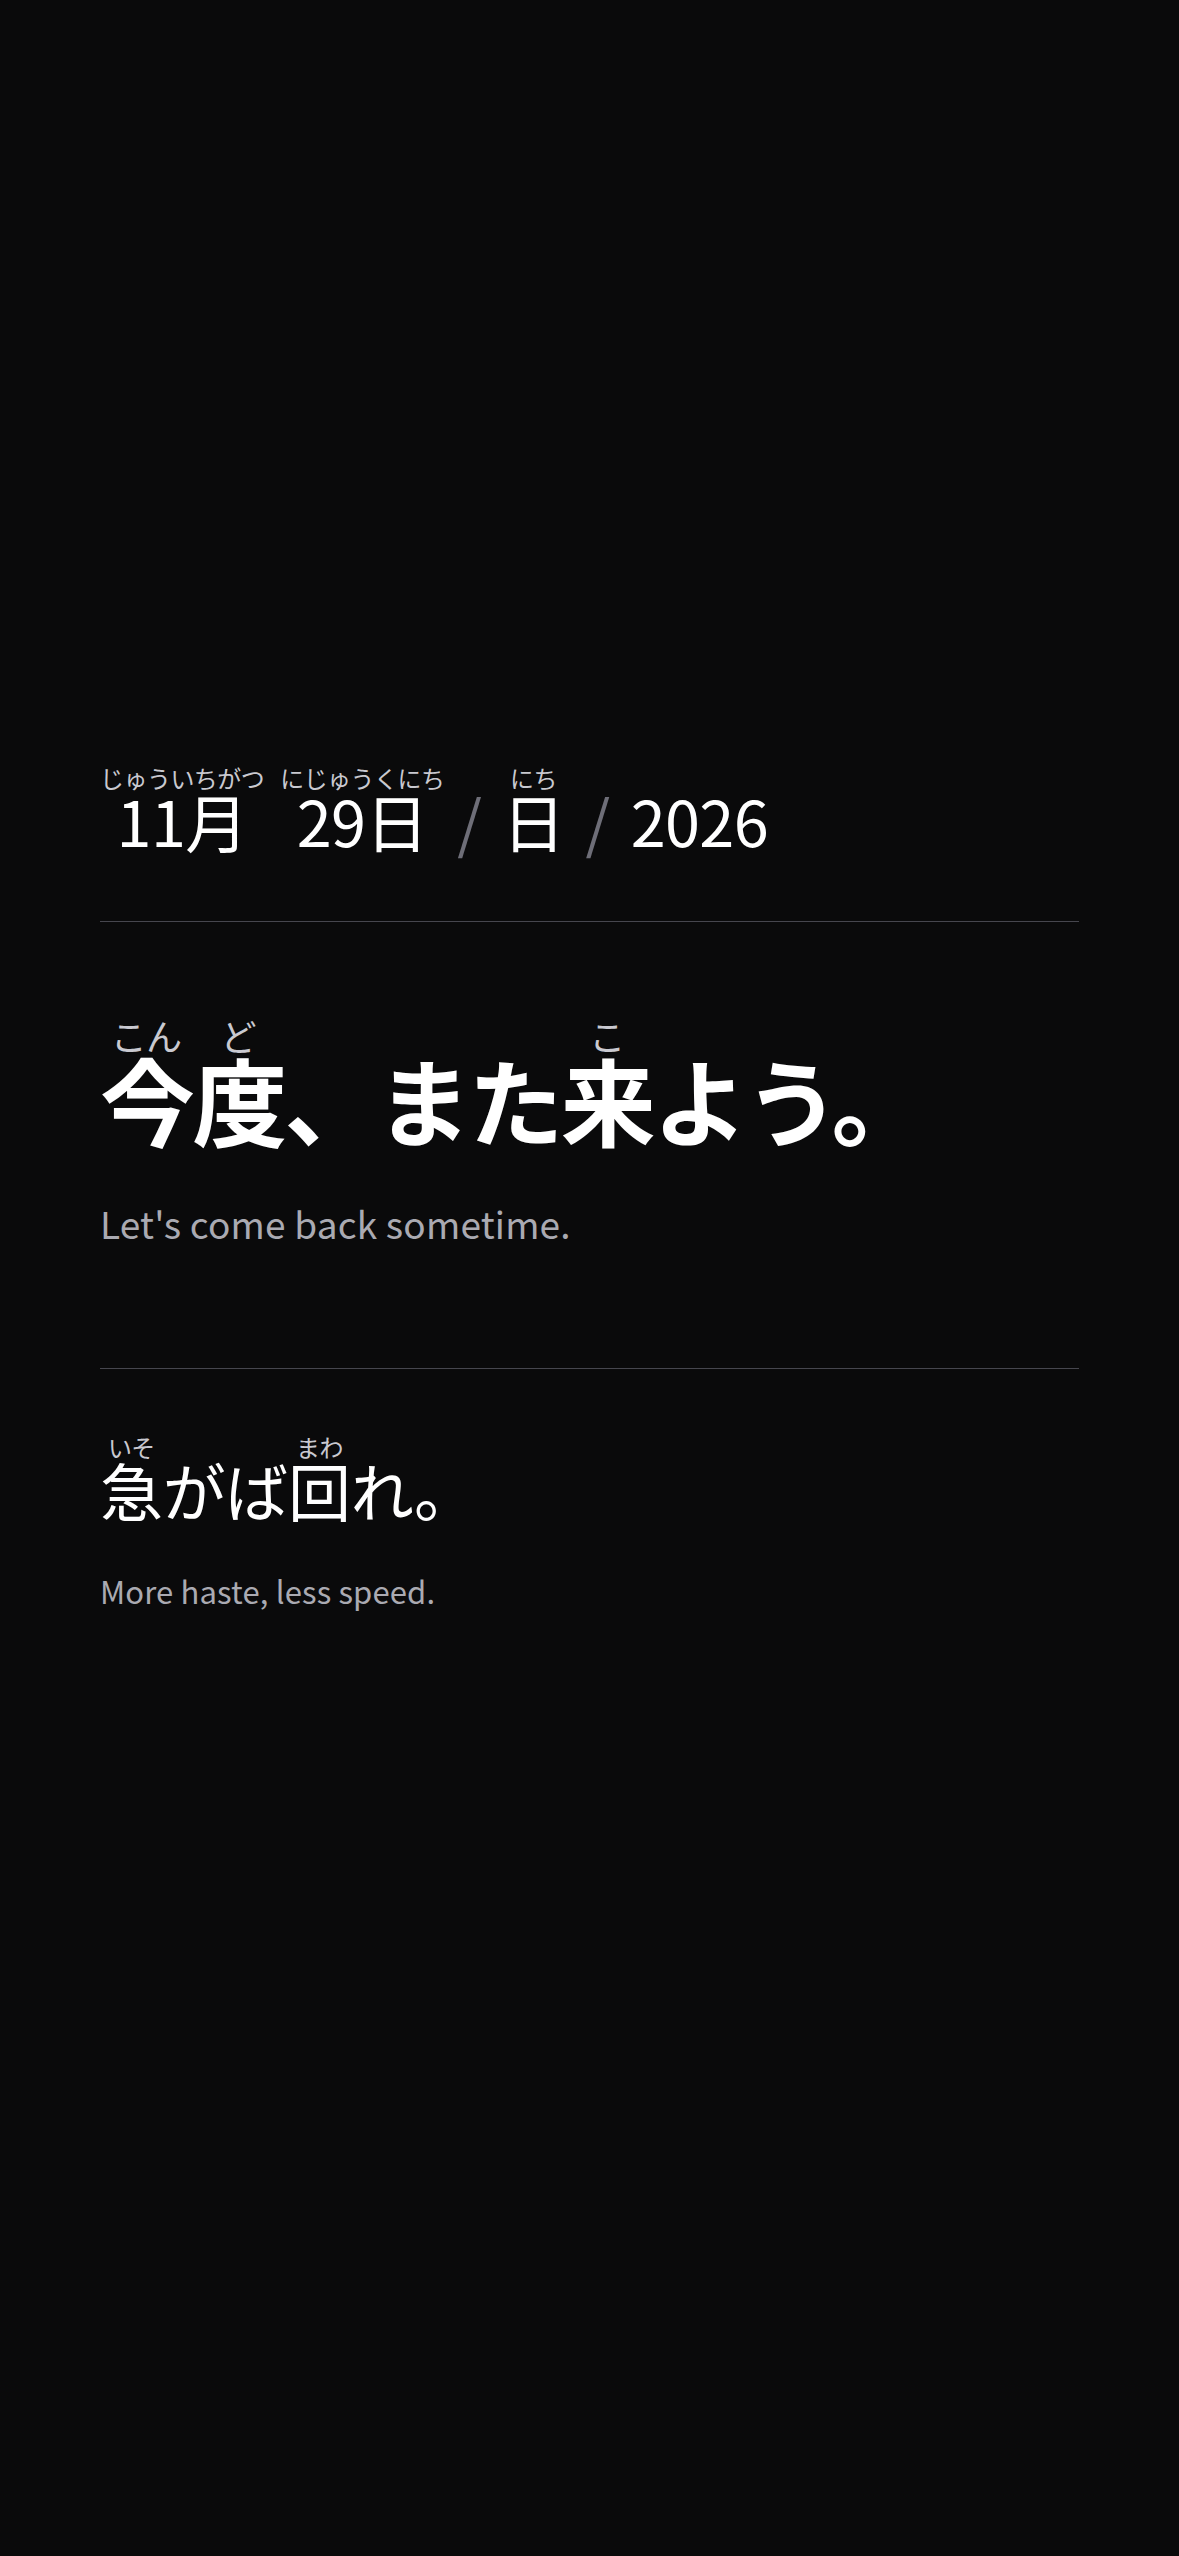 じゅういちがつ にじゅうくにち にち
11月 29日 / 日 / 2026
こん ど こ
今度、また来よう。
Let's come back sometime.
いそ まわ
急がば回れ。
More haste, less speed.